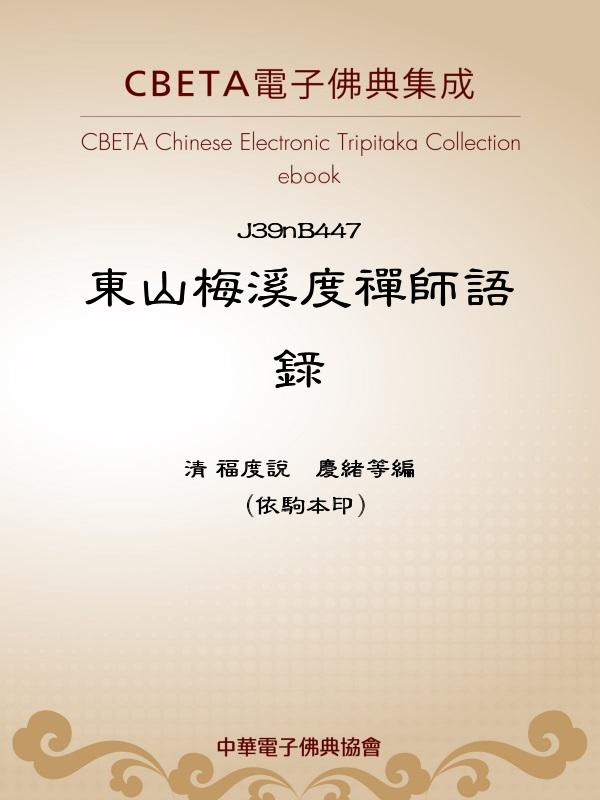 CBETA電子佛典集成
CBETA Chinese Electronic Tripitaka Collection
ebook
J39nB447
東山梅溪度禪師語
錄
清 福度說　慶緒等編
（依駒本印）
中華電子佛典協會